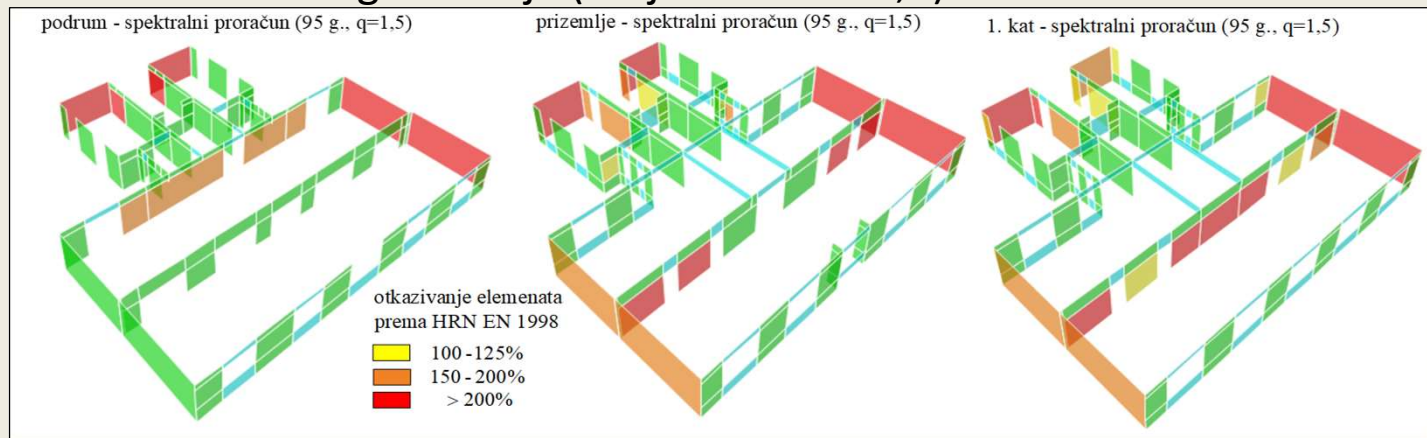 podrum - spektralni proračun (95 g., q=1,5)
prizemlje - spektralni proračun (95 g., q=1,5)
1. kat - spektralni proračun (95 g., q=1,5)
otkazivanje elemenata
prema HRN EN 1998
100 -125%
150 - 200%
> 200%